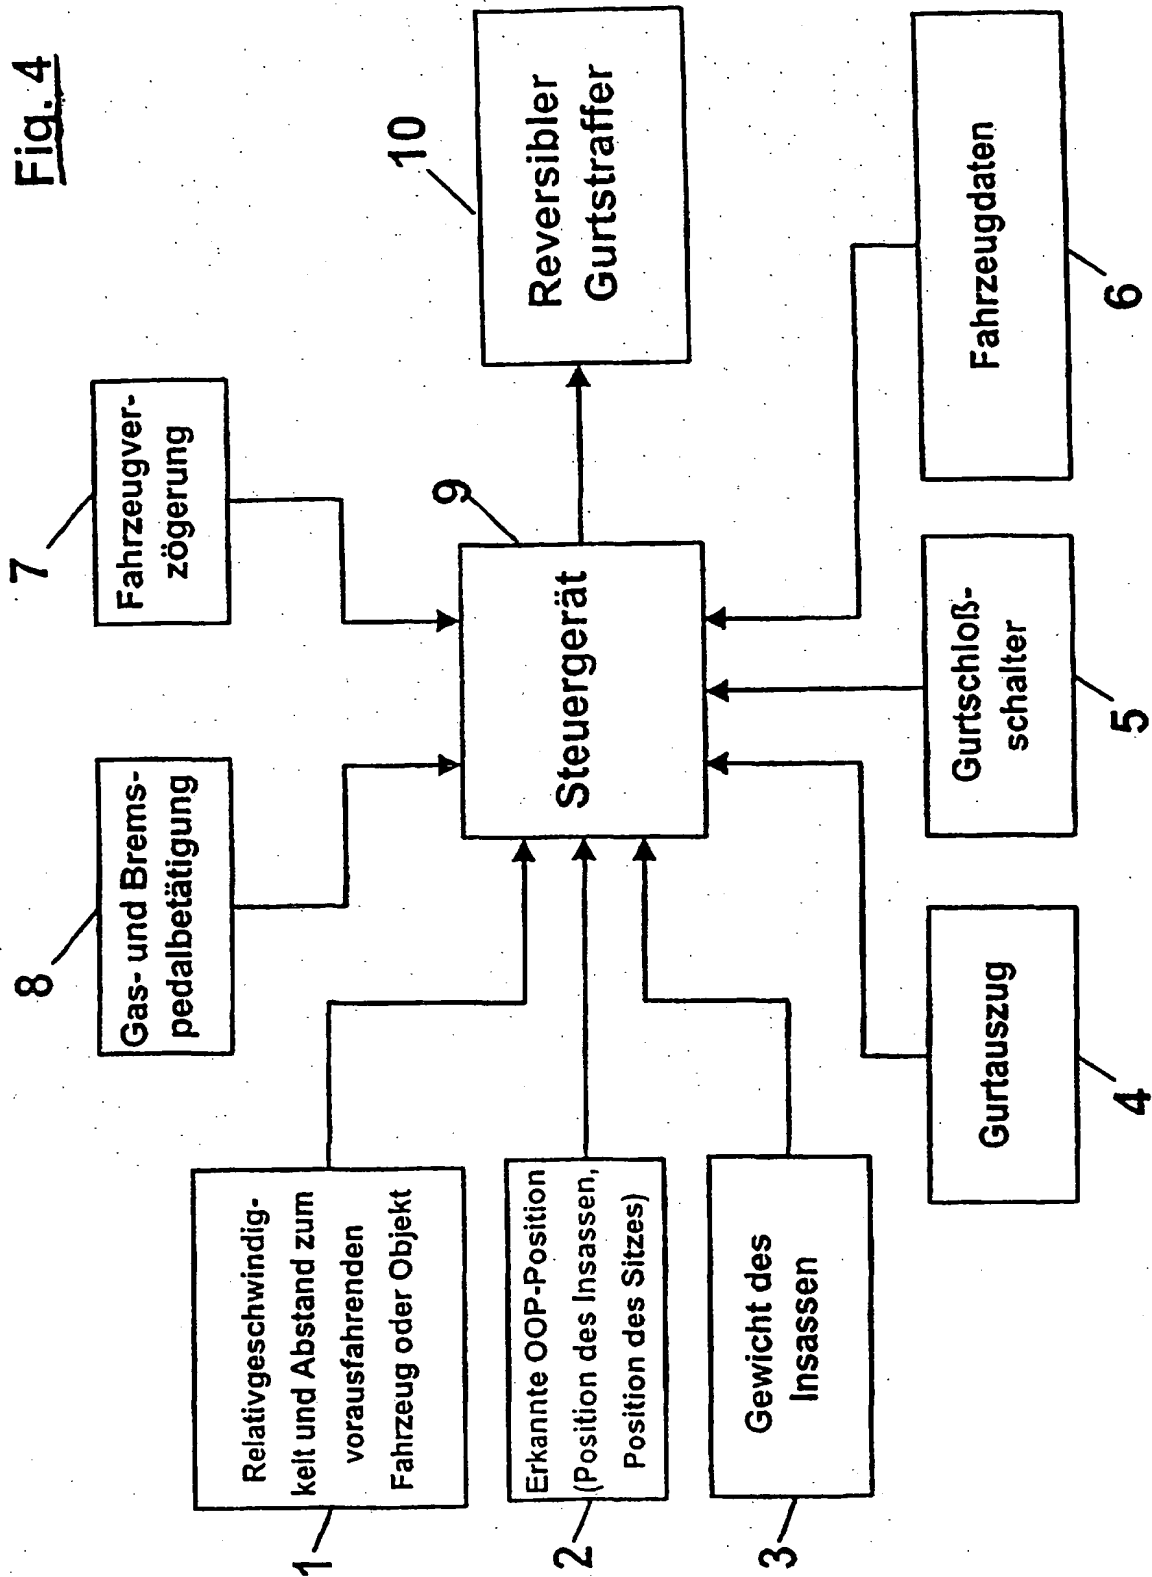 Fig. 4
7
Fahrzeugver-
zögerung
8
Gas- und Brems-
pedalbetätigung
10
Reversibler
Gurtstraffer
9
Steuergerät
1
Relativgeschwindig-
keit und Abstand zum
vorausfahrenden
Fahrzeug oder Objekt
2
Erkannte OOP-Position
(Position des Insassen,
Position des Sitzes)
3
Gewicht des
Insassen
4
Gurtauszug
5
Gurtschloß-
schalter
6
Fahrzeugdaten